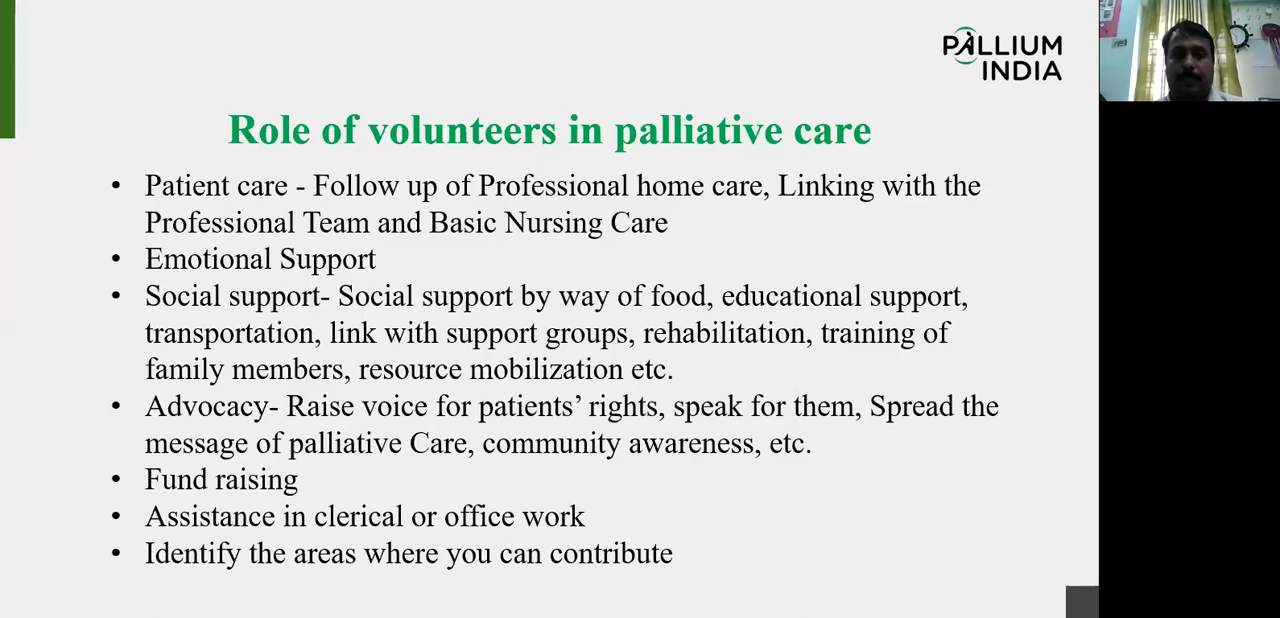 PALLIUM
INDIA
Role of volunteers in palliative care
• Patient care - Follow up of Professional home care, Linking with the
Professional Team and Basic Nursing Care
• Emotional Support
• Social support- Social support by way of food, educational support,
transportation, link with support groups, rehabilitation, training of
family members, resource mobilization etc.
• Advocacy- Raise voice for patients’ rights, speak for them, Spread the
message of palliative Care, community awareness, etc.
• Fund raising
• Assistance in clerical or office work
• Identify the areas where you can contribute